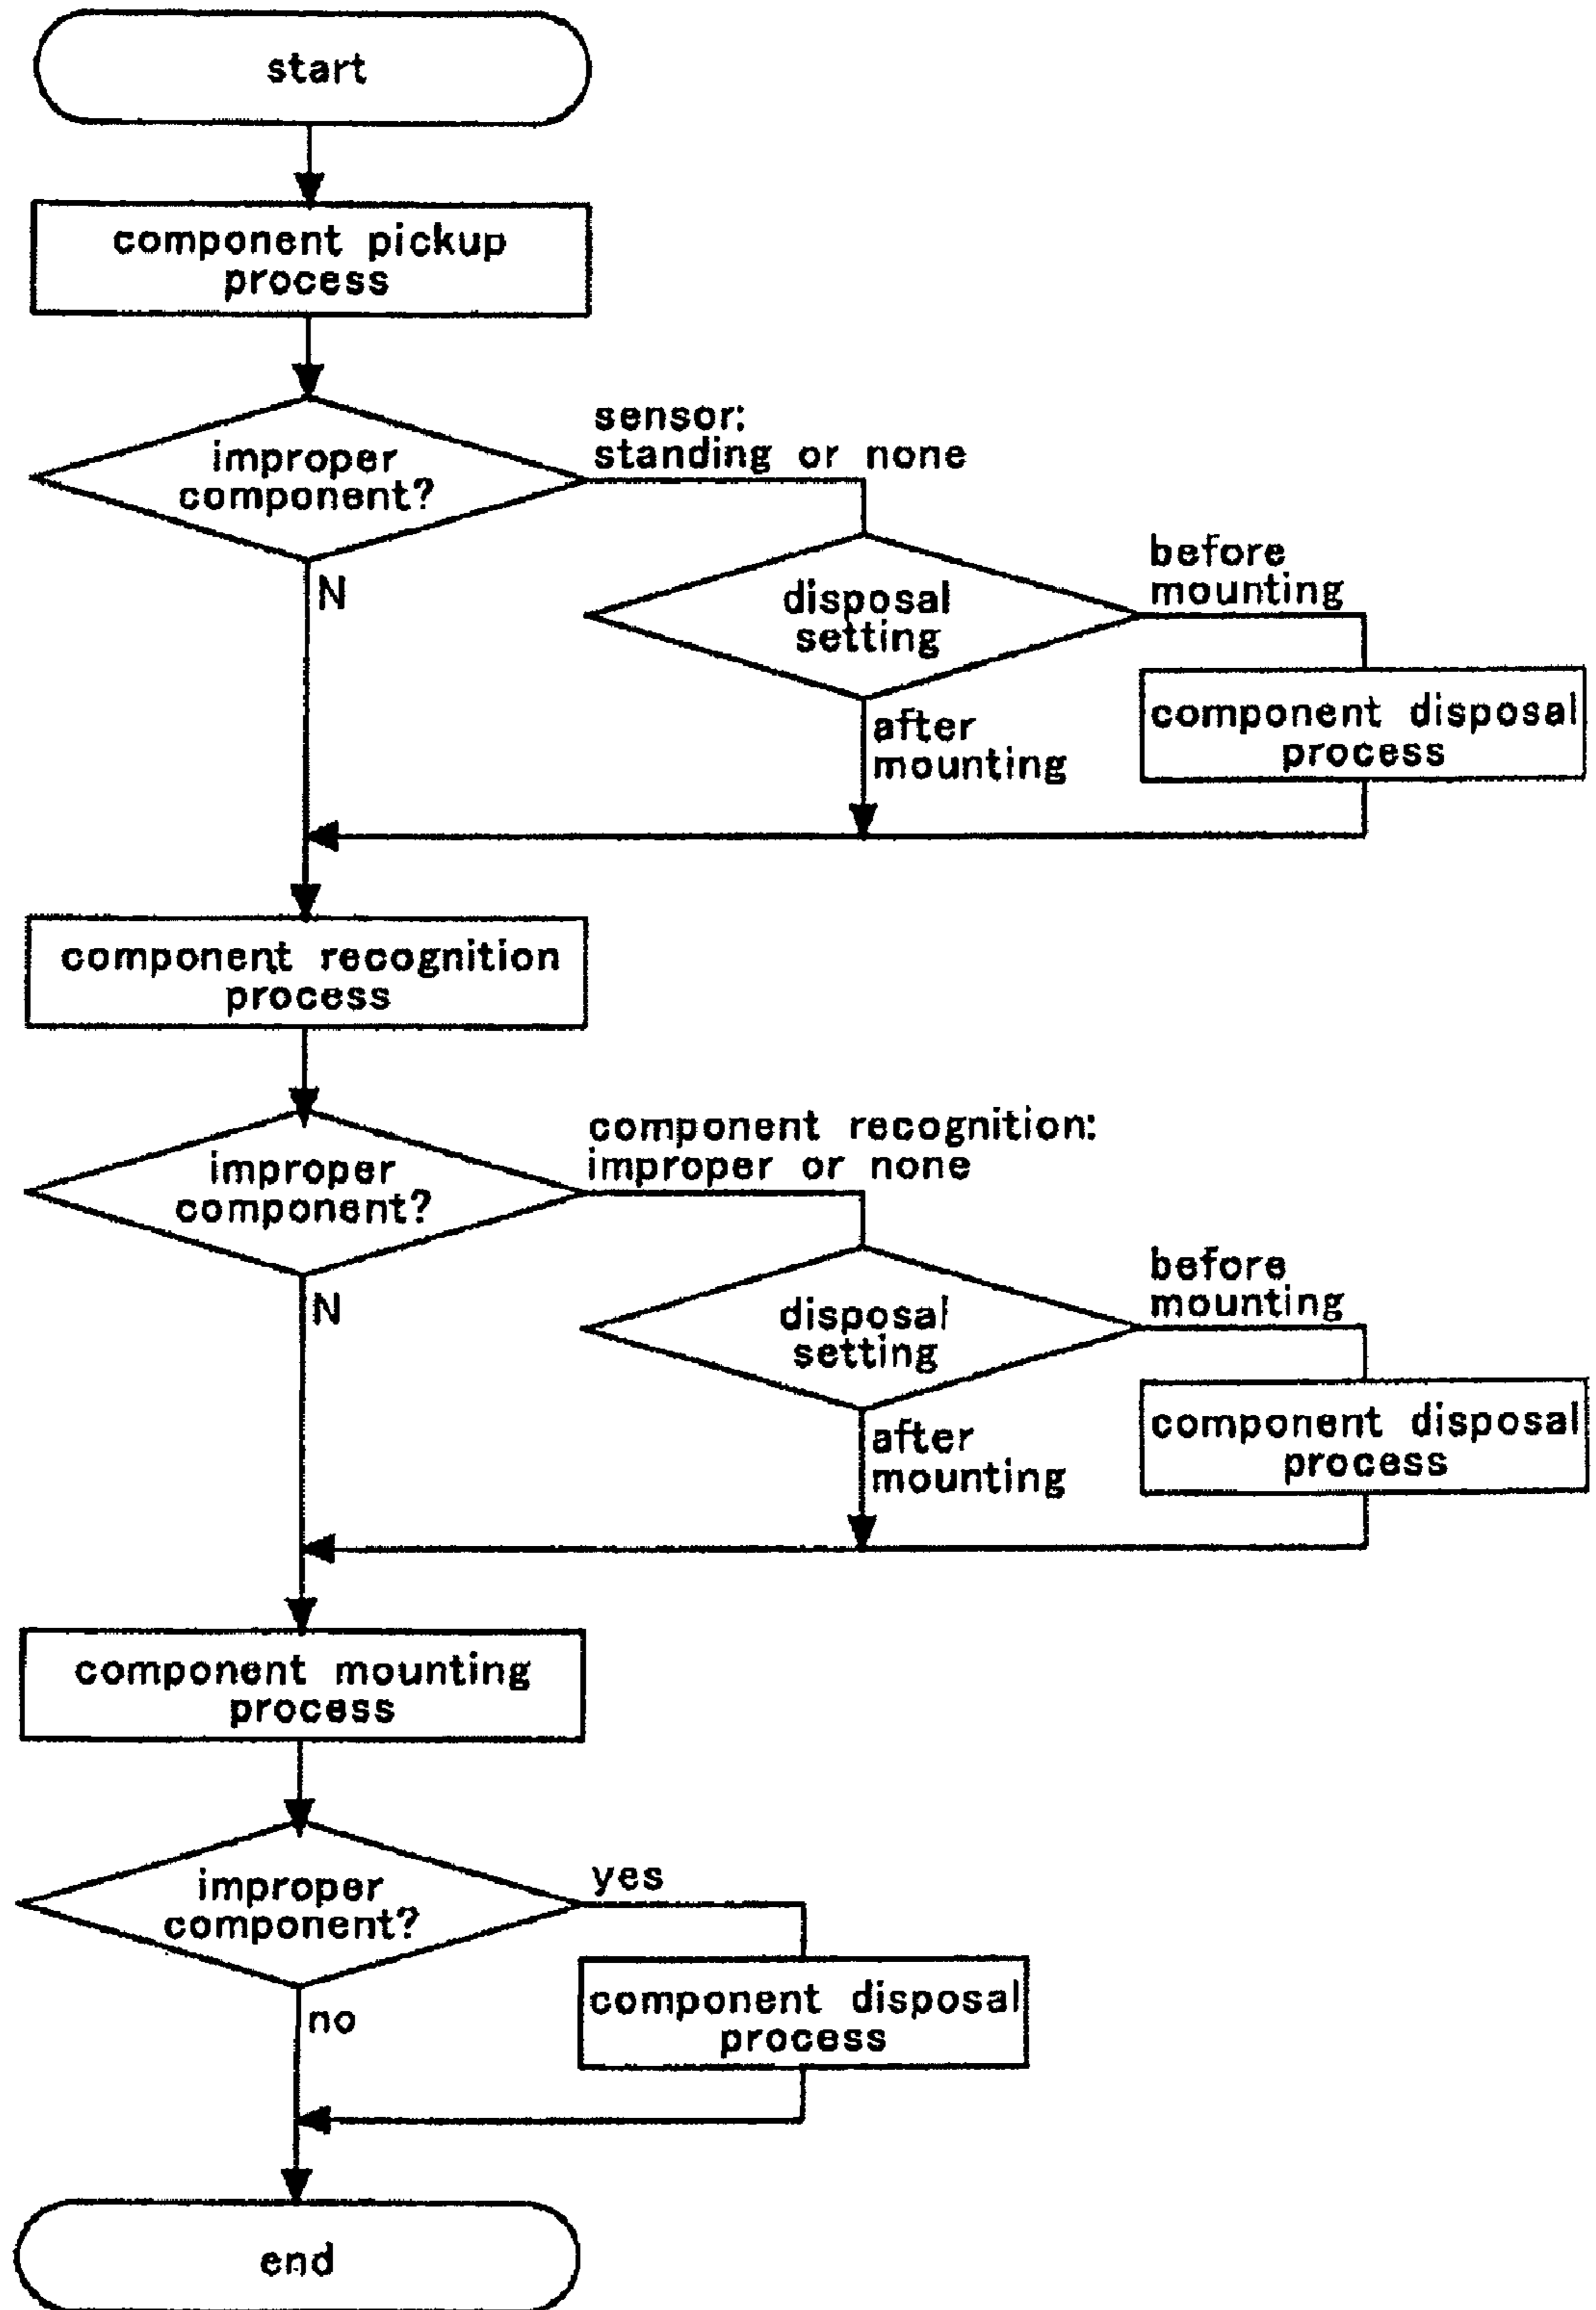 start
component pickup
process
improper
component?
sensor:
standing or none
N
disposal
setting
before
mounting
component disposal
process
after
mounting
component recognition
process
improper
component?
component recognition:
improper or none
N
disposal
setting
before
mounting
component disposal
process
after
mounting
component mounting
process
improper
component?
yes
component disposal
process
no
end